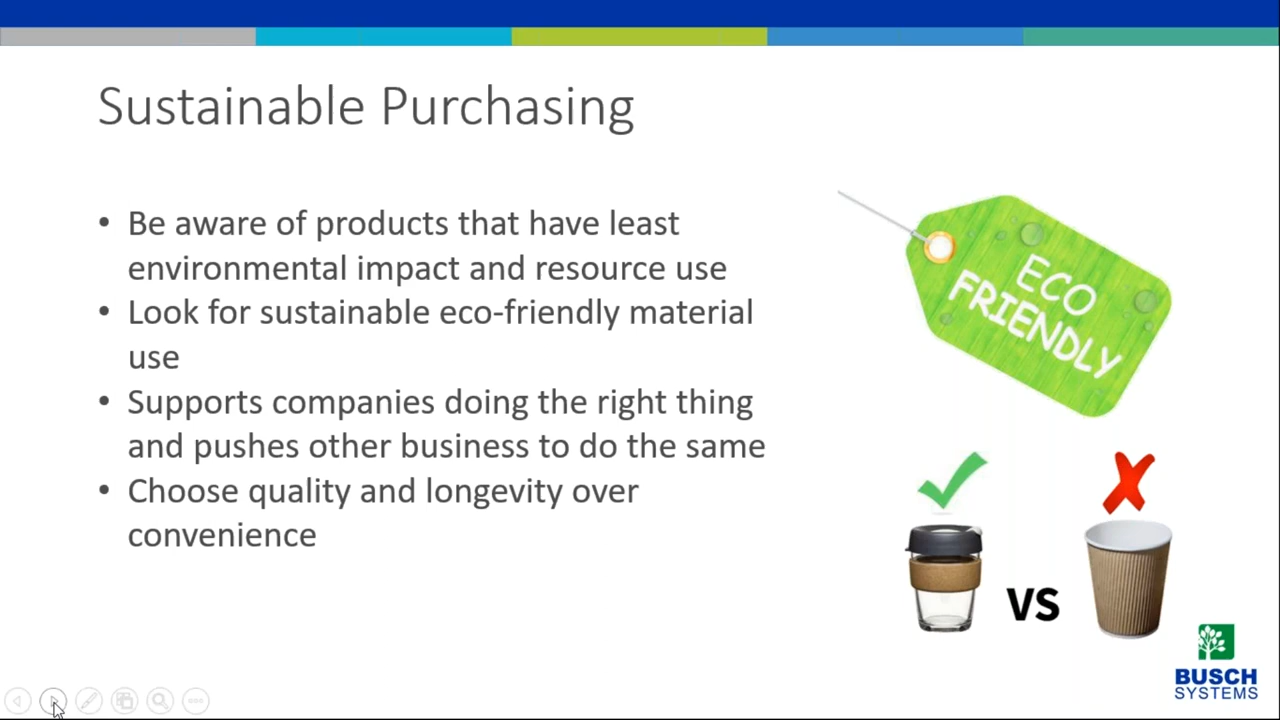 Sustainable Purchasing
• Be aware of products that have least
environmental impact and resource use
• Look for sustainable eco-friendly material
use
• Supports companies doing the right thing
and pushes other business to do the same
• Choose quality and longevity over
convenience
ECO
FRIENDLY
VS
BUSCH
SYSTEMS